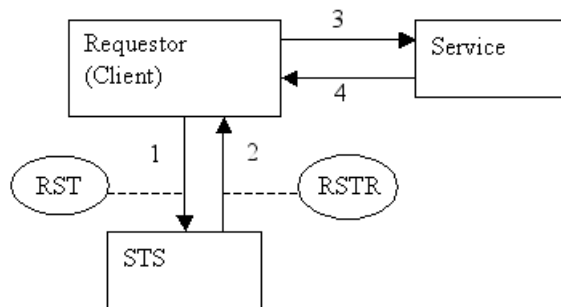 3
Requestor
(Client)
Service
4
1
2
RST
RSTR
STS